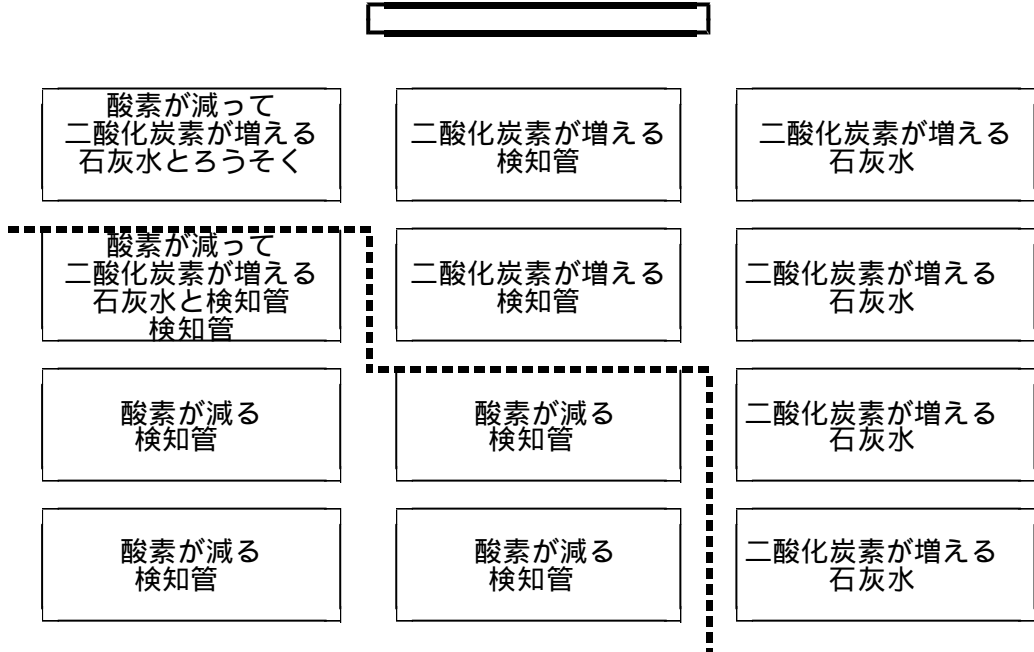 酸素が減って
二酸化炭素が増える
石灰水とろうそく
二酸化炭素が増える
検知管
二酸化炭素が増える
石灰水
酸素が減って
二酸化炭素が増える
石灰水と検知管
検知管
二酸化炭素が増える
検知管
二酸化炭素が増える
石灰水
酸素が減る
検知管
酸素が減る
検知管
二酸化炭素が増える
石灰水
酸素が減る
検知管
酸素が減る
検知管
二酸化炭素が増える
石灰水